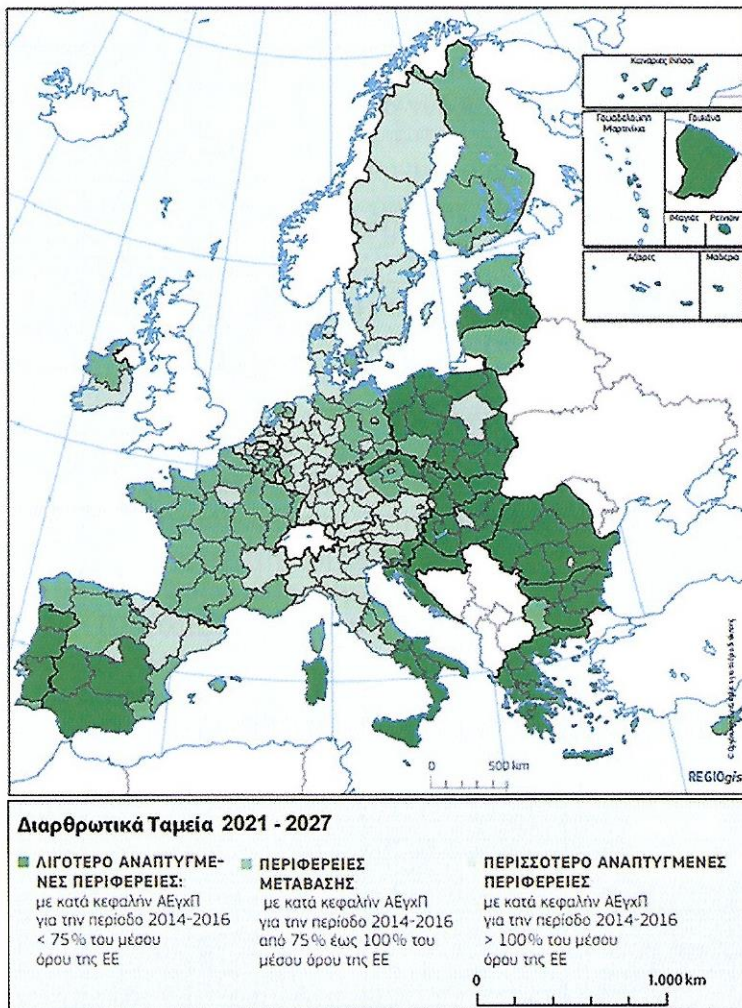 Κανάριες Νήσοι
Γουαδελούπη
Μαρτινίκα
Γουιάνα
Μαγιότ
Ρεϊνιόν
Αζόρες
Μαδέρα
0 500 km
REGIOgis
Διαρθρωτικά Ταμεία 2021 - 2027
ΛΙΓΟΤΕΡΟ ΑΝΑΠΤΥΓΜΕ-
ΝΕΣ ΠΕΡΙΦΕΡΕΙΕΣ:
με κατά κεφαλήν ΑΕγχΠ
για την περίοδο 2014-2016
< 75% του μέσου
όρου της ΕΕ
ΠΕΡΙΦΕΡΕΙΕΣ
ΜΕΤΑΒΑΣΗΣ
με κατά κεφαλήν ΑΕγχΠ
για την περίοδο 2014-2016
από 75% έως 100% του
μέσου όρου της ΕΕ
ΠΕΡΙΣΣΟΤΕΡΟ ΑΝΑΠΤΥΓΜΕΝΕΣ
ΠΕΡΙΦΕΡΕΙΕΣ
με κατά κεφαλήν ΑΕγχΠ
για την περίοδο 2014-2016
> 100% του μέσου
όρου της ΕΕ
0 1.000 km